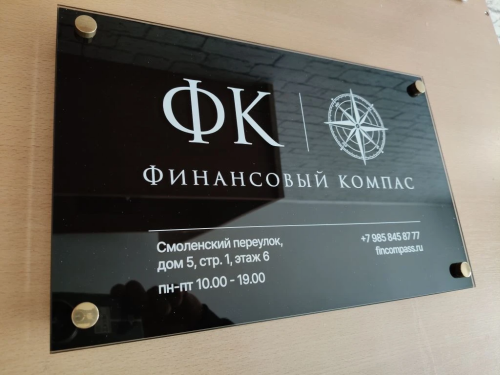 ФК
ФИНАНСОВЫЙ КОМПАС
Смоленский переулок,
дом 5, стр. 1, этаж 6
пн-пт 10.00 - 19.00
+7 985 845 87 77
fincompass.ru